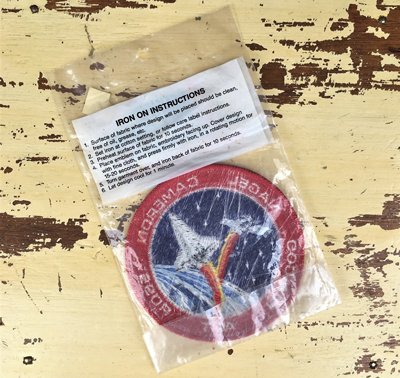 IRON ON INSTRUCTIONS
1. Surface of fabric where design will be placed should be clean,
free of oil, grease, etc.
2. Set iron at cotton setting, or follow care label instructions.
3. Preheat surface of fabric for 10 seconds.
4. Place emblem on fabric, embroidery facing up. Cover design
with fine cloth, and press firmly with iron, in a rotating motion for
15-20 seconds.
5. Turn garment over, and iron back of fabric for 10 seconds.
6. Let design cool for 1 minute.
CAMERON
NAGEL
ROSS
APT